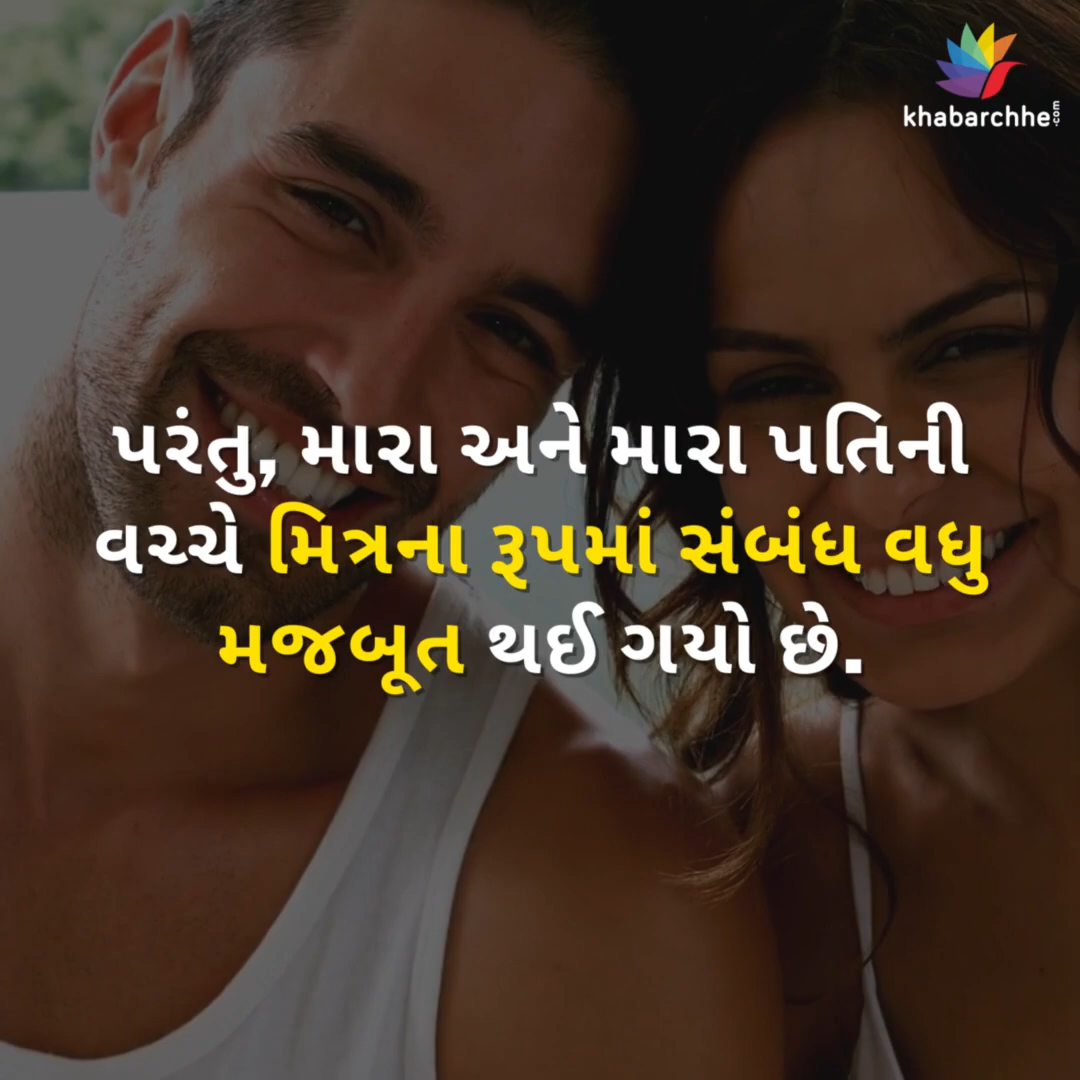 khabarchhe.com
પરંતુ, મારા અને મારા પતિની
વચ્ચે મિત્રના રૂપમાં સંબંધ વધુ
મજબૂત થઈ ગયો છે.